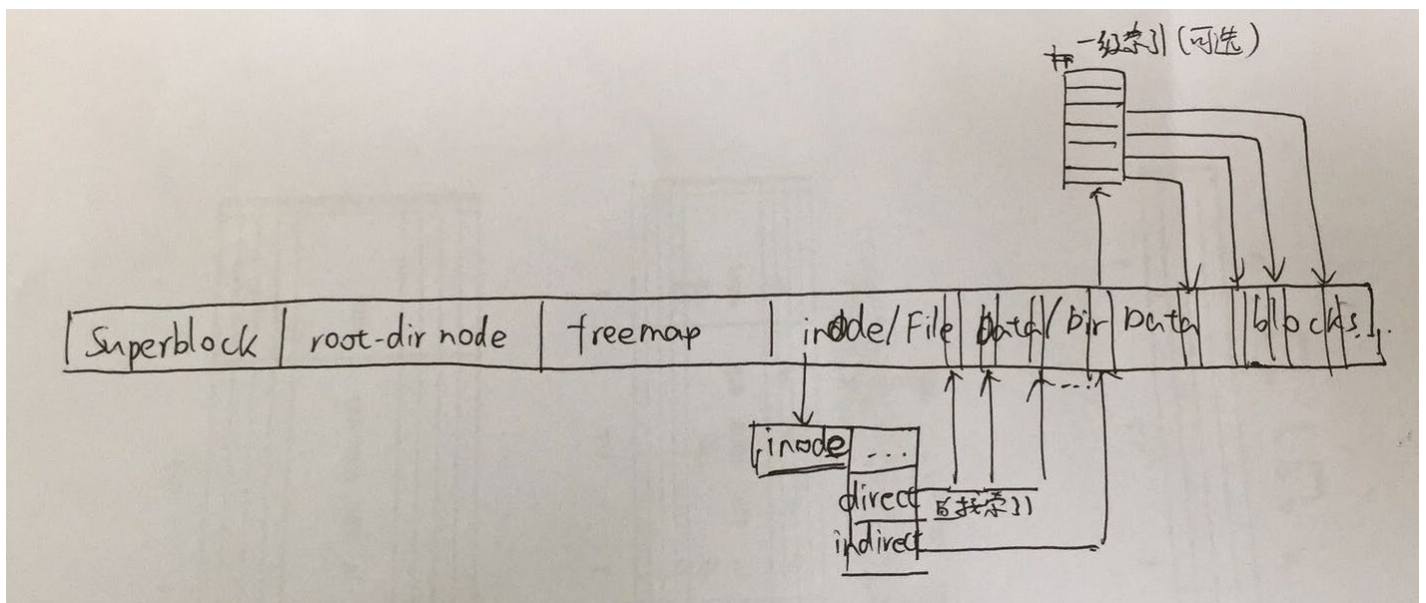 一级索引(可选)
Superblock
root-dir node
freemap
inode/File Data/Dir Data blocks
....
inode
...
direct
直接索引
indirect